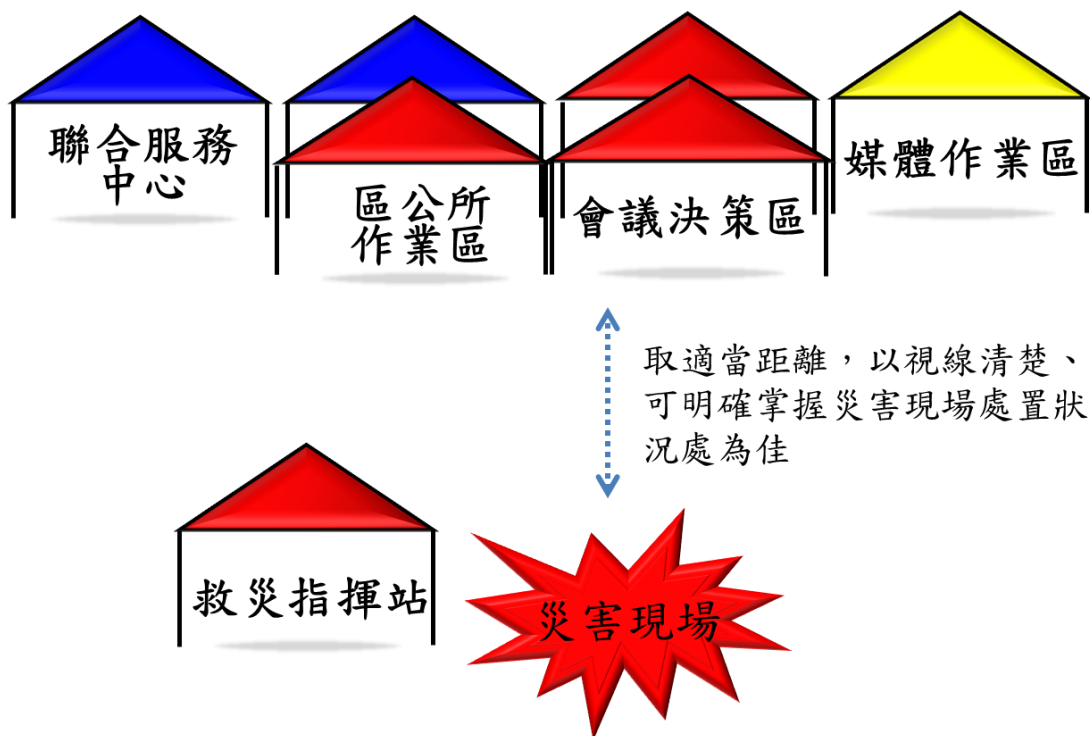 聯合服務
中心
區公所
作業區
會議決策區
媒體作業區
取適當距離，以視線清楚、
可明確掌握災害現場處置狀
況處為佳
救災指揮站
災害現場